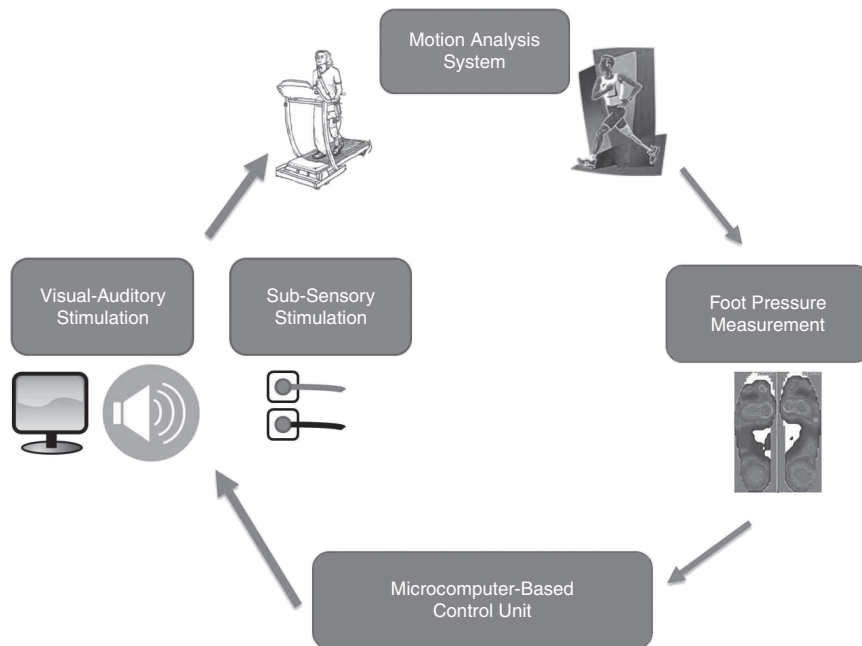 Motion Analysis
System
Visual-Auditory
Stimulation
Sub-Sensory
Stimulation
Foot Pressure
Measurement
Microcomputer-Based
Control Unit